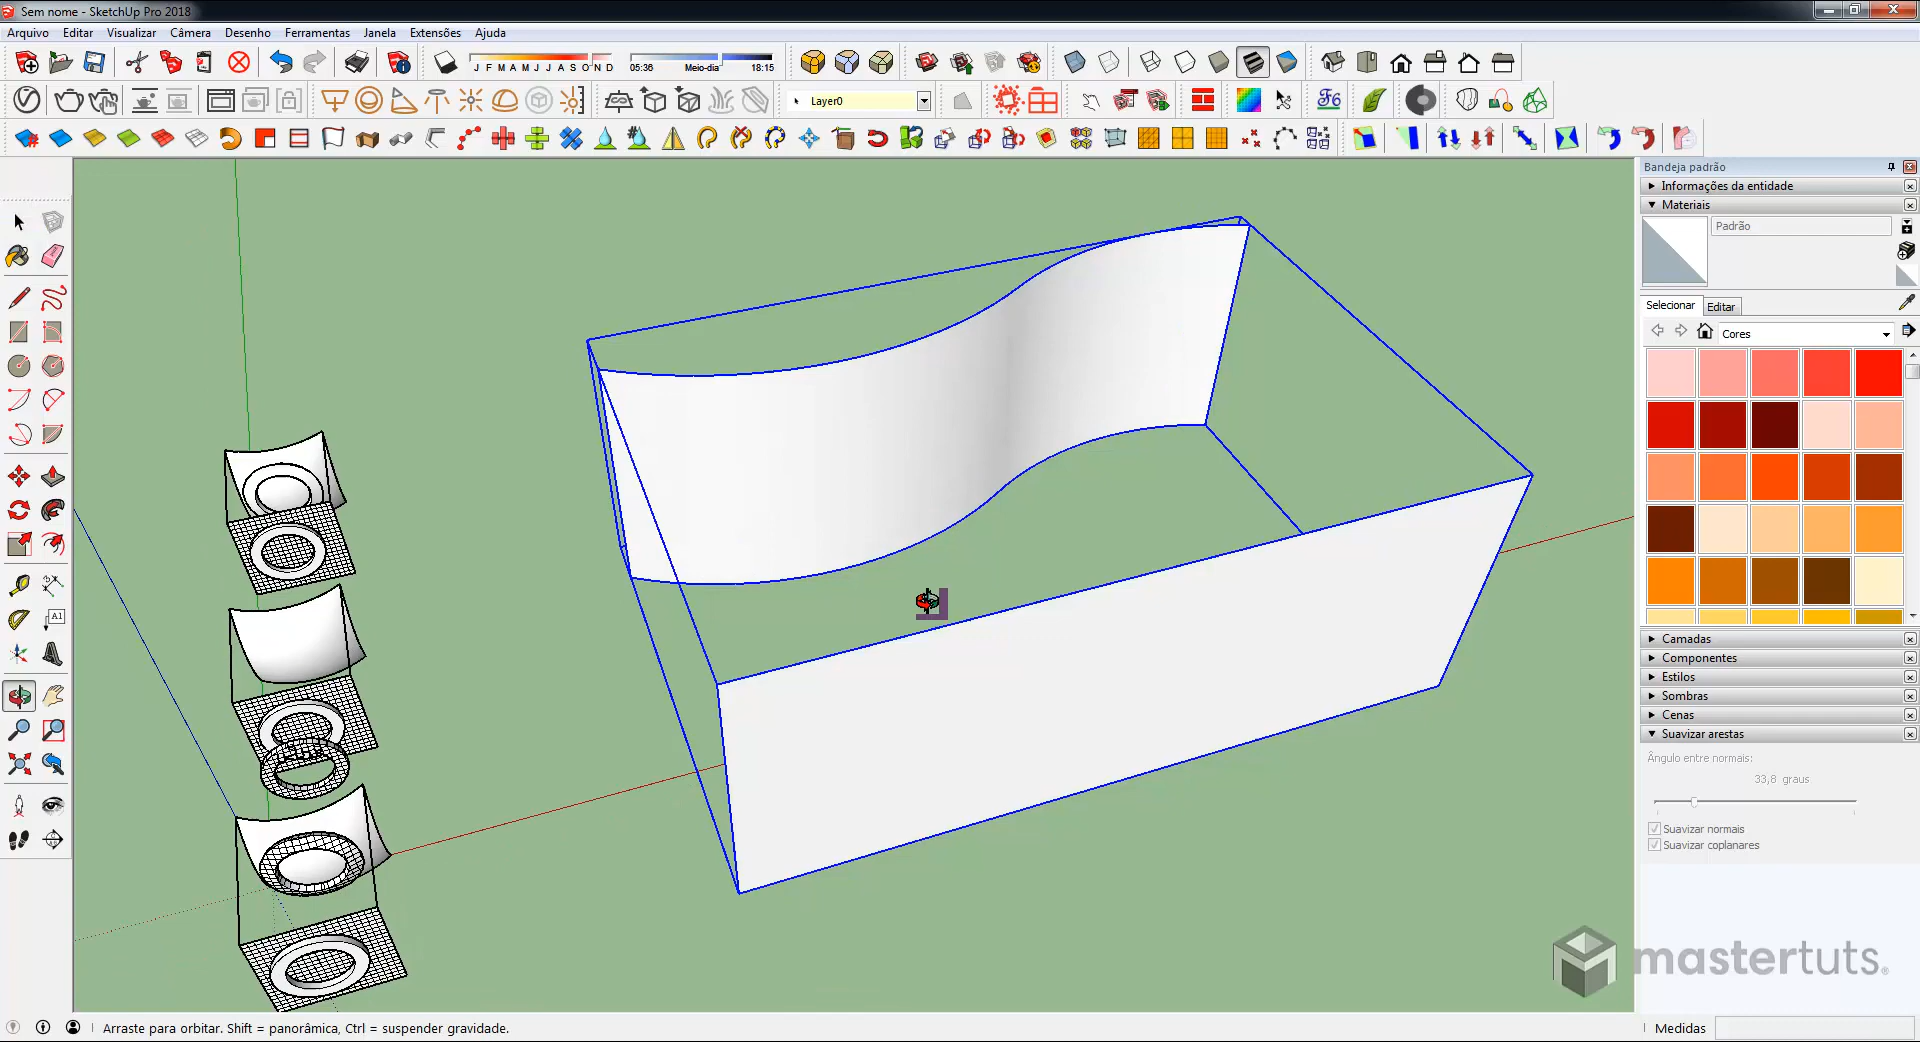 Sem nome - SketchUp Pro 2018
Arquivo Editar Visualizar Câmera Desenho Ferramentas Janela Extensões Ajuda
J F M A M J J A S O N D
05:36 Meio-dia 18:15
Layer0
F6
A1
Bandeja padrão
Informações da entidade
Materiais
Padrão
Selecionar Editar
Cores
Camadas
Componentes
Estilos
Sombras
Cenas
Suavizar arestas
Ângulo entre normais:
33,8 graus
Suavizar normais
Suavizar coplanares
mastertuts®
Arraste para orbitar. Shift = panorâmica, Ctrl = suspender gravidade.
Medidas